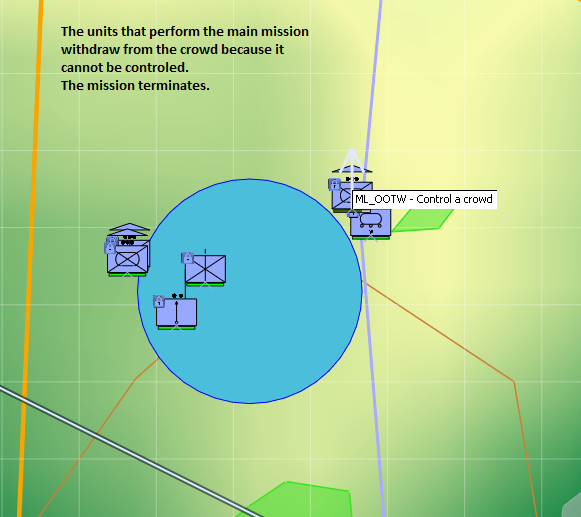 The units that perform the main mission
withdraw from the crowd because it
cannot be controled.
The mission terminates.
ML_OOTW - Control a crowd